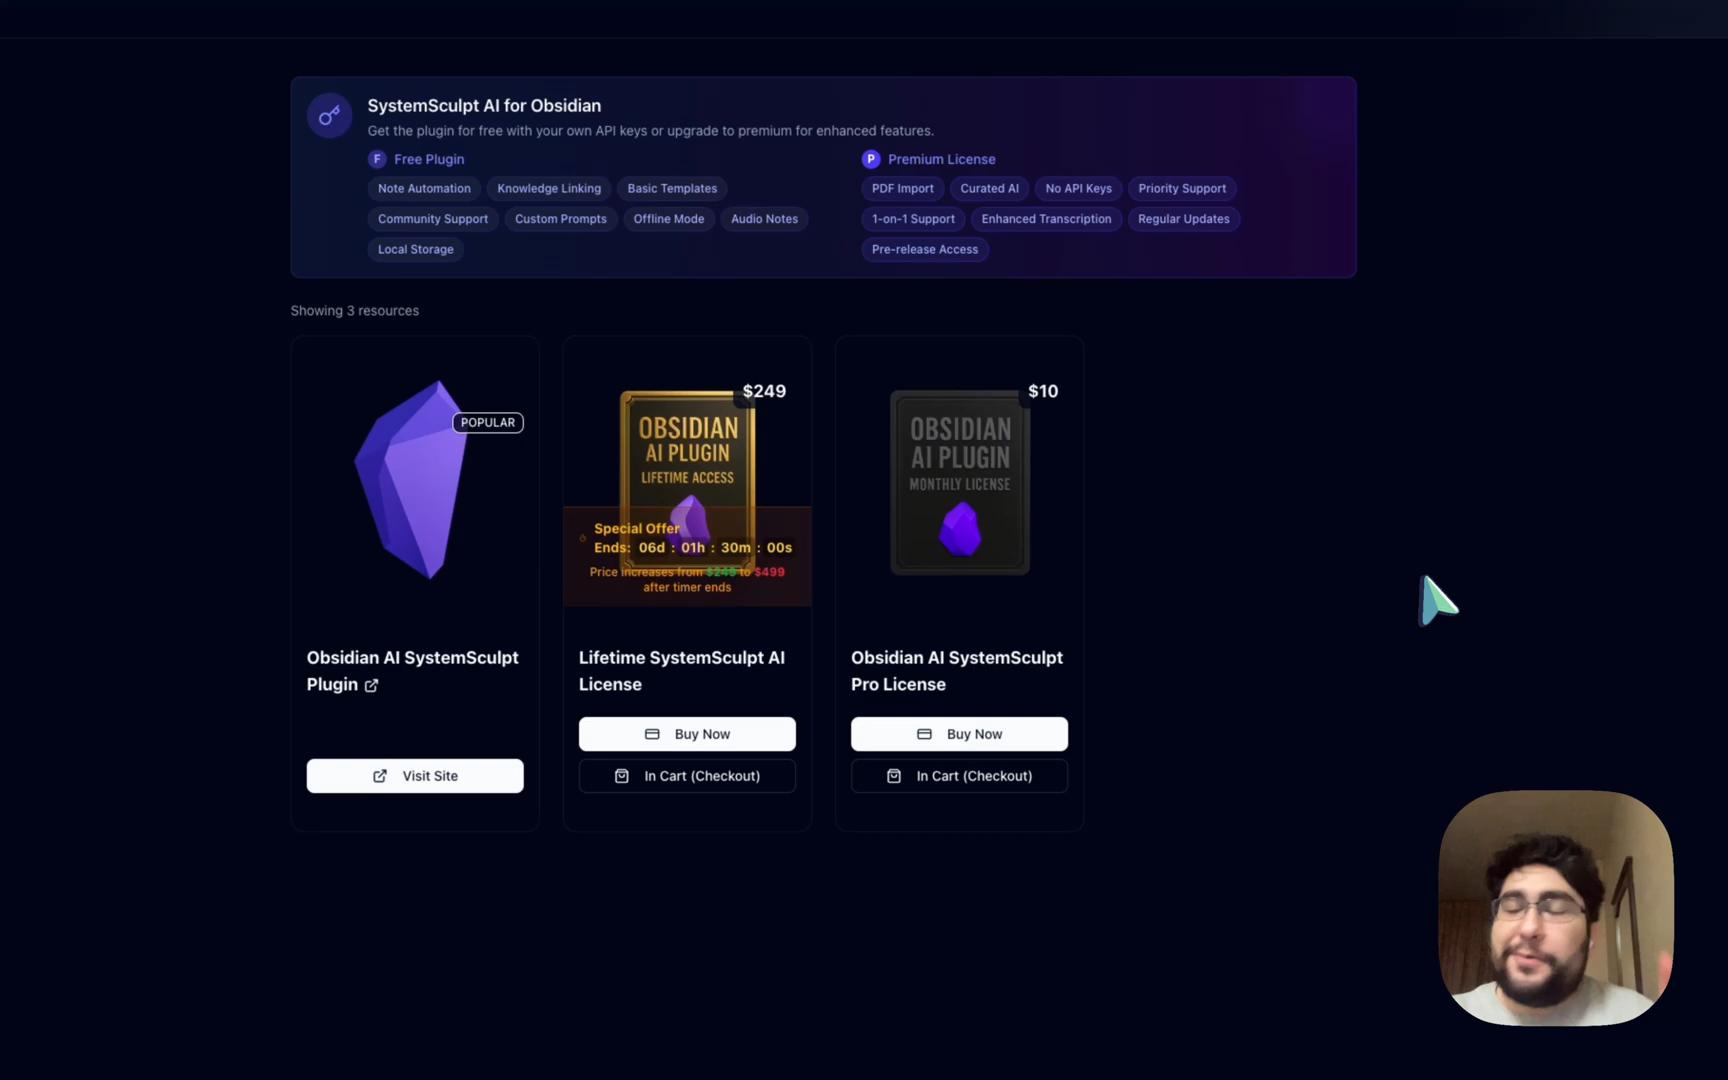 SystemSculpt AI for Obsidian
Get the plugin for free with your own API keys or upgrade to premium for enhanced features.
F Free Plugin
Note Automation
Knowledge Linking
Basic Templates
Community Support
Custom Prompts
Offline Mode
Audio Notes
Local Storage
P Premium License
PDF Import
Curated AI
No API Keys
Priority Support
1-on-1 Support
Enhanced Transcription
Regular Updates
Pre-release Access
Showing 3 resources
POPULAR
Obsidian AI SystemSculpt
Plugin
Visit Site
$249
OBSIDIAN
AI PLUGIN
LIFETIME ACCESS
Special Offer
Ends: 06d : 01h : 30m : 00s
Price increases from $249 to $499
after timer ends
Lifetime SystemSculpt AI
License
Buy Now
In Cart (Checkout)
$10
OBSIDIAN
AI PLUGIN
MONTHLY LICENSE
Obsidian AI SystemSculpt
Pro License
Buy Now
In Cart (Checkout)